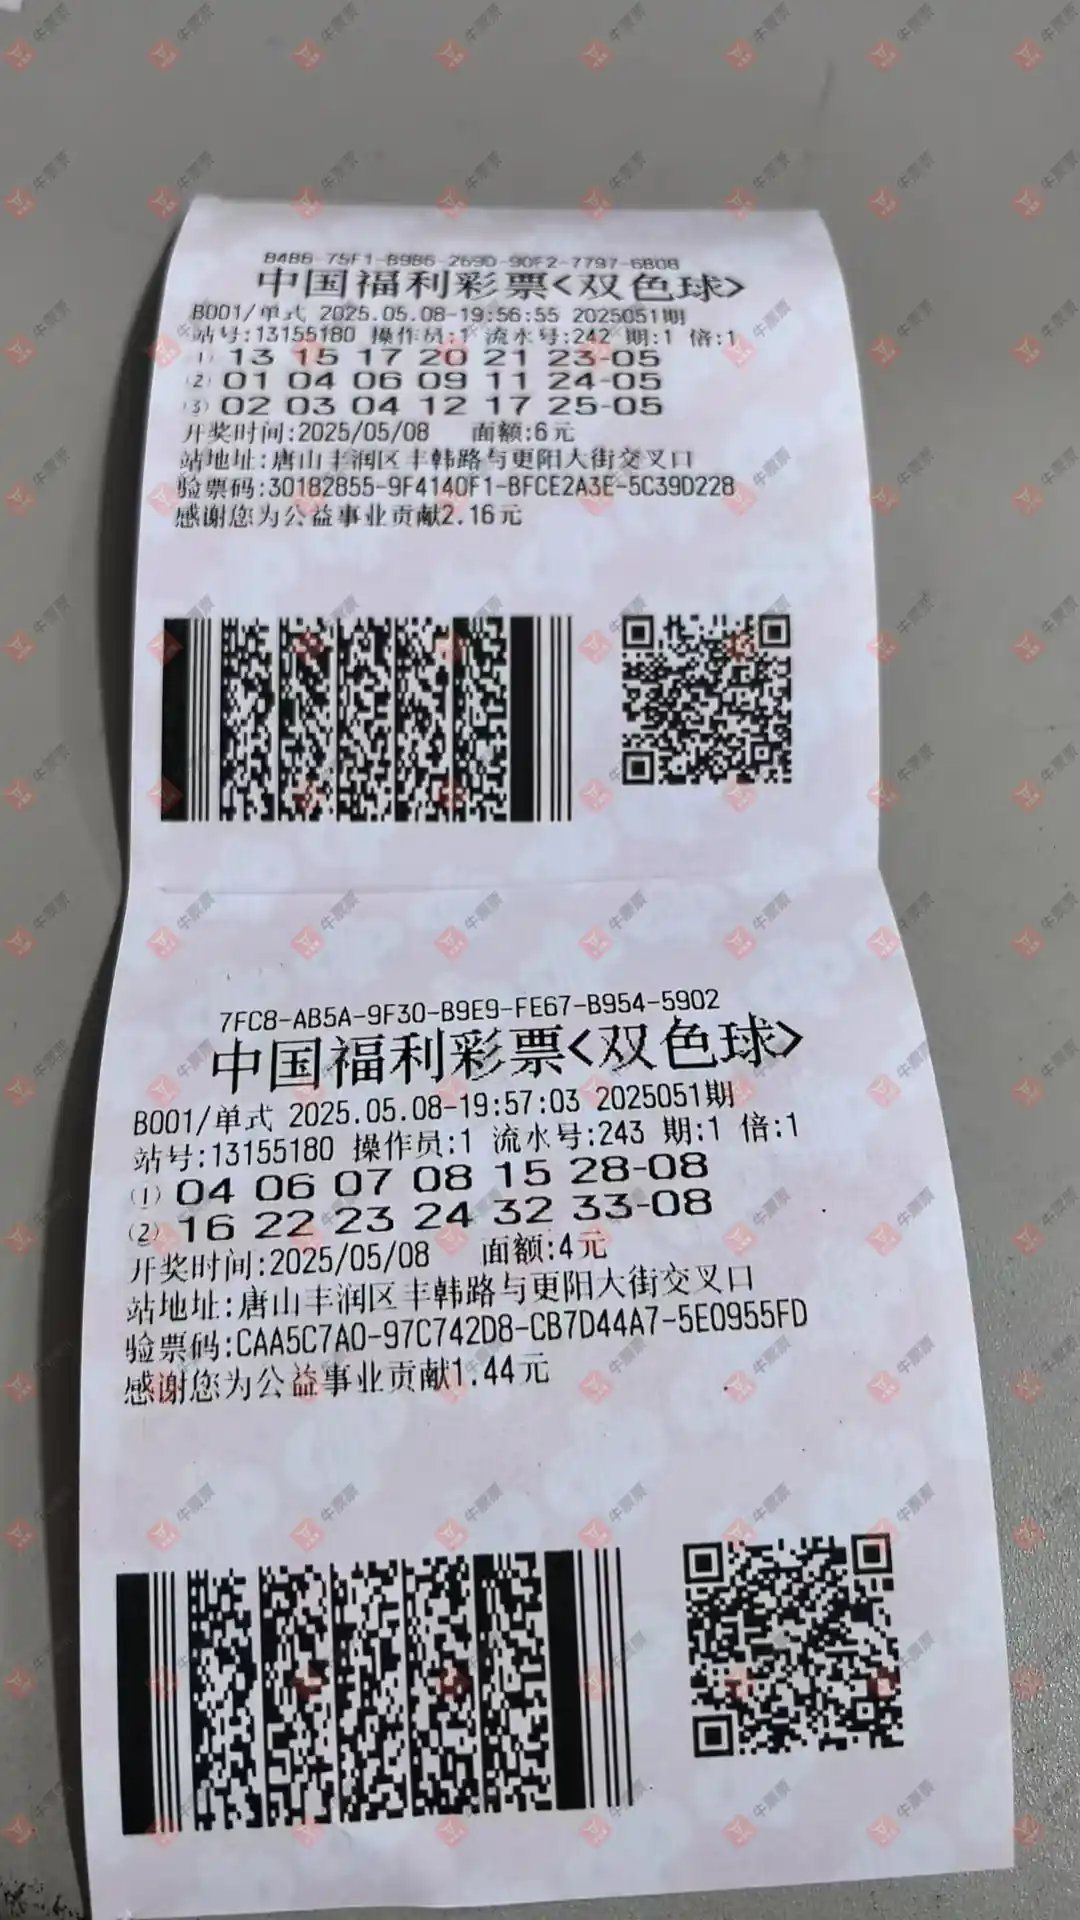 B4B6-75F1-B9B6-269D-90F2-7797-6B08
中国福利彩票<双色球>
B001/单式 2025.05.08-19:56:55 2025051期
站号:13155180 操作员:1 流水号:242 期:1 倍:1
(1) 13 15 17 20 21 23-05
(2) 01 04 06 09 11 24-05
(3) 02 03 04 12 17 25-05
开奖时间:2025/05/08 面额:6元
站地址:唐山丰润区丰韩路与更阳大街交叉口
验票码:30182855-9F4140F1-BFCE2A3E-5C39D228
感谢您为公益事业贡献2.16元
7FC8-AB5A-9F30-B9E9-FE67-B954-5902
中国福利彩票<双色球>
B001/单式 2025.05.08-19:57:03 2025051期
站号:13155180 操作员:1 流水号:243 期:1 倍:1
(1) 04 06 07 08 15 28-08
(2) 16 22 23 24 32 33-08
开奖时间:2025/05/08 面额:4元
站地址:唐山丰润区丰韩路与更阳大街交叉口
验票码:CAA5C7A0-97C742D8-CB7D44A7-5E0955FD
感谢您为公益事业贡献1.44元